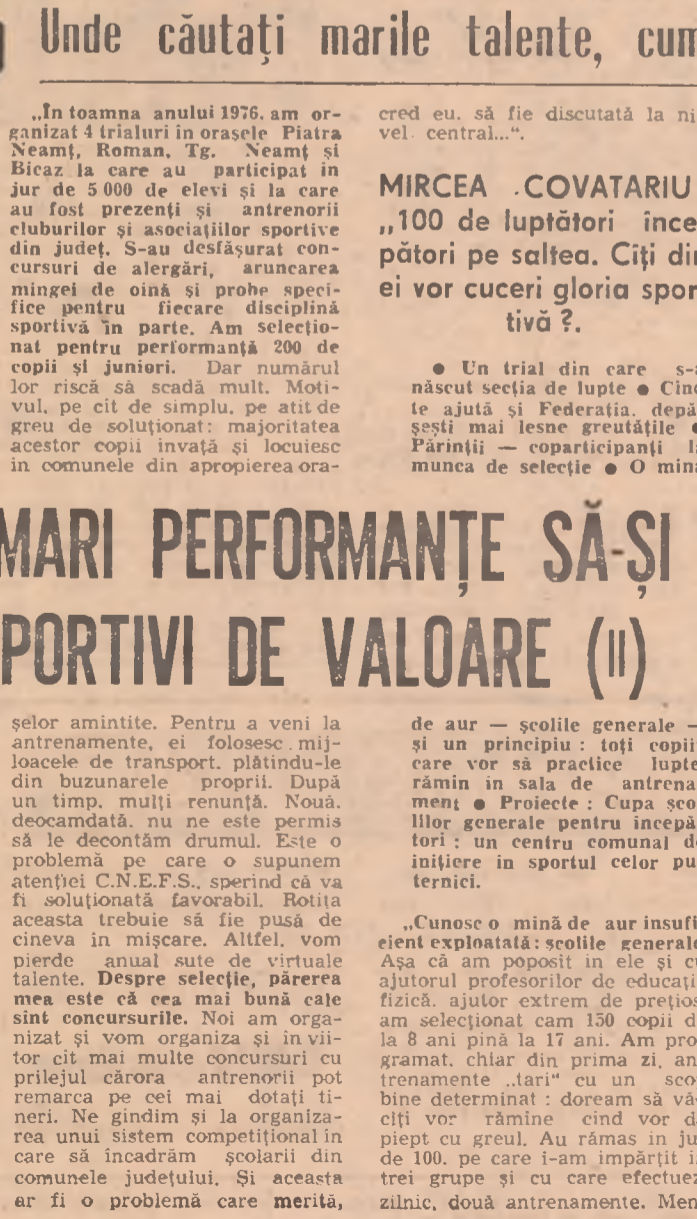 Unde căutați marile talente, cum
„În toamna anului 1976, am or-
ganizat 4 trialuri in orașele Piatra
Neamț, Roman, Tg. Neamț și
Bicaz la care au participat in
jur de 5 000 de elevi și la care
au fost prezenți și antrenorii
cluburilor și asociațiilor sportive
din județ. S-au desfășurat con-
cursuri de alergări, aruncarea
mingei de oină și probe speci-
fice pentru fiecare disciplină
sportivă în parte. Am selecțio-
nat pentru performanță 200 de
copii și juniori. Dar numărul
lor riscă să scadă mult. Moti-
vul, pe cit de simplu, pe atit de
greu de soluționat: majoritatea
acestor copii invață și locuiesc
in comunele din apropierea ora-
cred eu, să fie discutată la ni-
vel central...“.
MIRCEA COVATARIU
„100 de luptători înce-
pători pe saltea. Cîți din
ei vor cuceri gloria spor-
tivă ?.
● Un trial din care s-a
născut secția de lupte ● Cine
te ajută și Federația, depă-
șești mai lesne greutățile ●
Părinții — coparticipanți la
munca de selecție ● O mină
MARI PERFORMANȚE SĂ-ȘI
PORTIVI DE VALOARE (II)
șelor amintite. Pentru a veni la
antrenamente, ei folosesc mij-
loacele de transport, plătindu-le
din buzunarele proprii. După
un timp, mulți renunță. Nouă,
deocamdată, nu ne este permis
să le decontăm drumul. Este o
problemă pe care o supunem
atenției C.N.E.F.S., sperind că va
fi soluționată favorabil. Rotița
aceasta trebuie să fie pusă de
cineva in mișcare. Altfel, vom
pierde anual sute de virtuale
talente. Despre selecție, părerea
mea este că cea mai bună cale
sint concursurile. Noi am orga-
nizat și vom organiza și in vii-
tor cit mai multe concursuri cu
prilejul cărora antrenorii pot
remarca pe cei mai dotați ti-
neri. Ne gindim și la organiza-
rea unui sistem competițional in
care să încadrăm școlarii din
comunele județului. Și aceasta
ar fi o problemă care merită,
de aur — școlile generale —
și un principiu : toți copiii
care vor să practice lupte
rămin in sala de antrena-
ment ● Proiecte : Cupa șco-
lilor generale pentru incepă-
tori ; un centru comunal de
inițiere in sportul celor pu-
ternici.
„Cunosc o mină de aur insufi-
cient exploatată: școlile generale
Așa că am poposit in ele și cu
ajutorul profesorilor de educați
fizică, ajutor extrem de prețios
am selecționat cam 150 copii d
la 8 ani pină la 17 ani. Am pro-
gramat, chiar din prima zi, an-
trenamente „tari“ cu un scop
bine determinat : doream să văd
cîți vor rămine cind vor da
piept cu greul. Au rămas in jur
de 100, pe care i-am impărțit i
trei grupe și cu care efectuez
zilnic, două antrenamente. Men